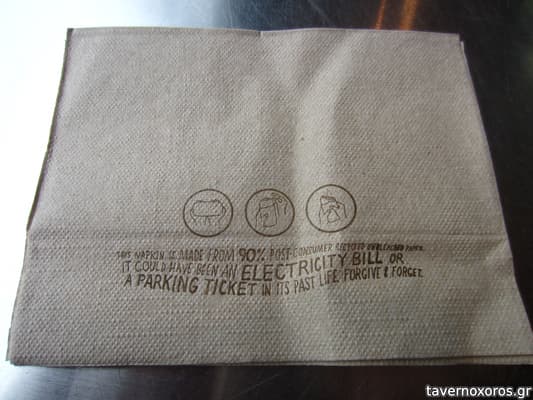 THIS NAPKIN IS MADE FROM 90% POST-CONSUMER RECYCLED UNBLEACHED PAPER.
IT COULD HAVE BEEN AN ELECTRICITY BILL OR
A PARKING TICKET IN ITS PAST LIFE. FORGIVE & FORGET.
tavernoxoros.gr